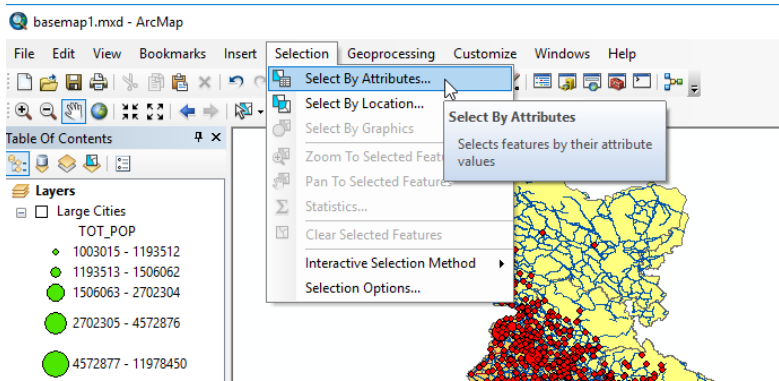 basemap1.mxd - ArcMap
File Edit View Bookmarks Insert Selection Geoprocessing Customize Windows Help
Select By Attributes...
Select By Location...
Select By Graphics
Zoom To Selected Feat
Pan To Selected Features
Statistics...
Clear Selected Features
Interactive Selection Method
Selection Options...
Select By Attributes
Selects features by their attribute
values
Table Of Contents
Layers
Large Cities
TOT_POP
1003015 - 1193512
1193513 - 1506062
1506063 - 2702304
2702305 - 4572876
4572877 - 11978450